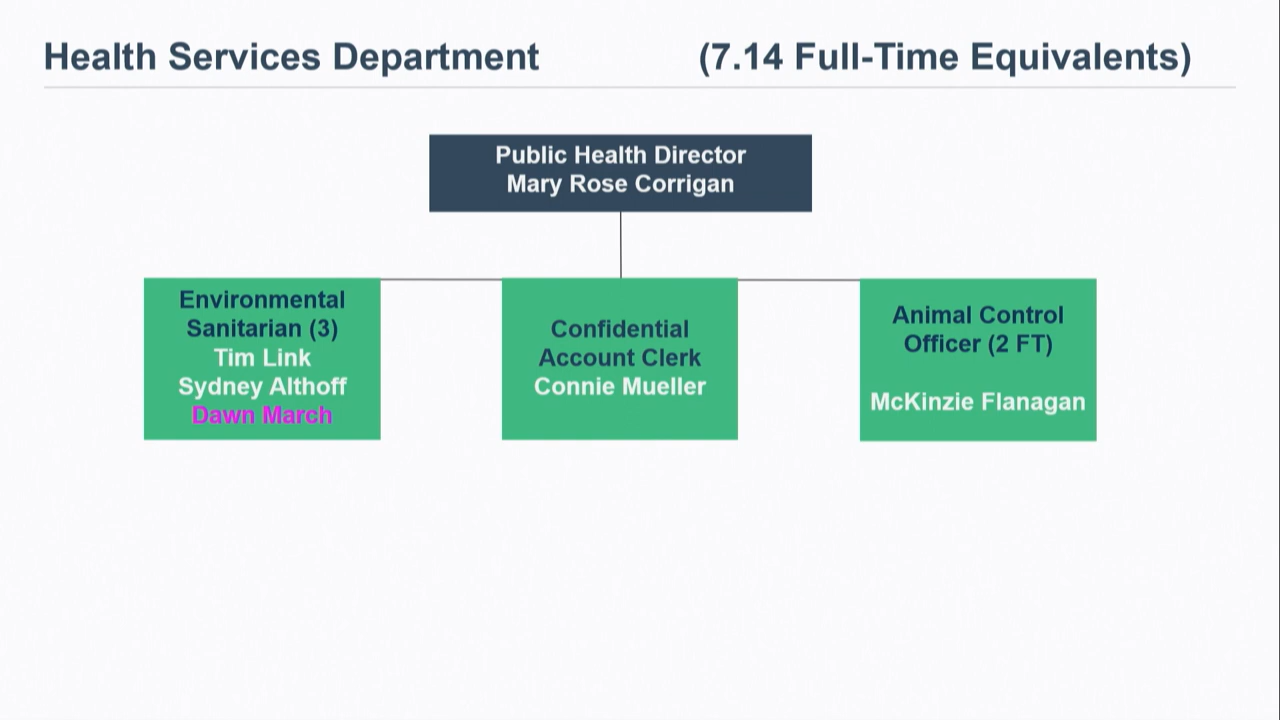 Health Services Department (7.14 Full-Time Equivalents)
Public Health Director
Mary Rose Corrigan
Environmental
Sanitarian (3)
Tim Link
Sydney Althoff
Dawn March
Confidential
Account Clerk
Connie Mueller
Animal Control
Officer (2 FT)
McKinzie Flanagan